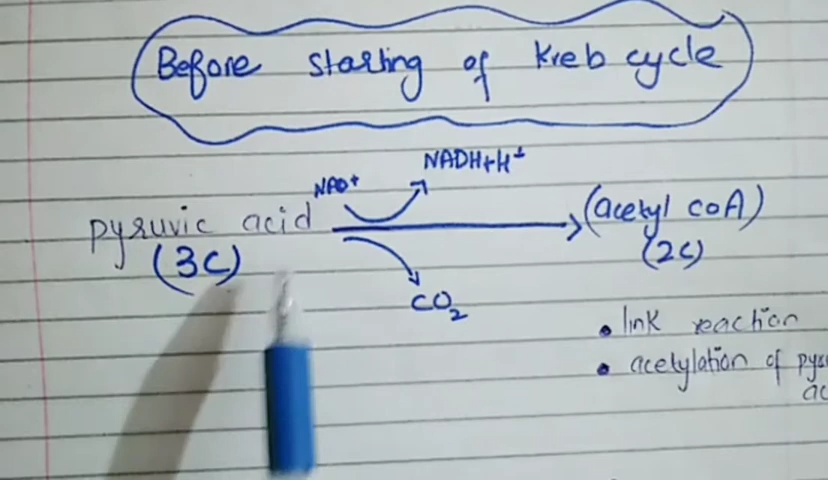 Before starting of Kreb cycle
NADH+H⁺
NAD⁺
pyruvic acid
(acetyl coA)
(3C)
(2C)
CO₂
• link reaction
• acetylation of